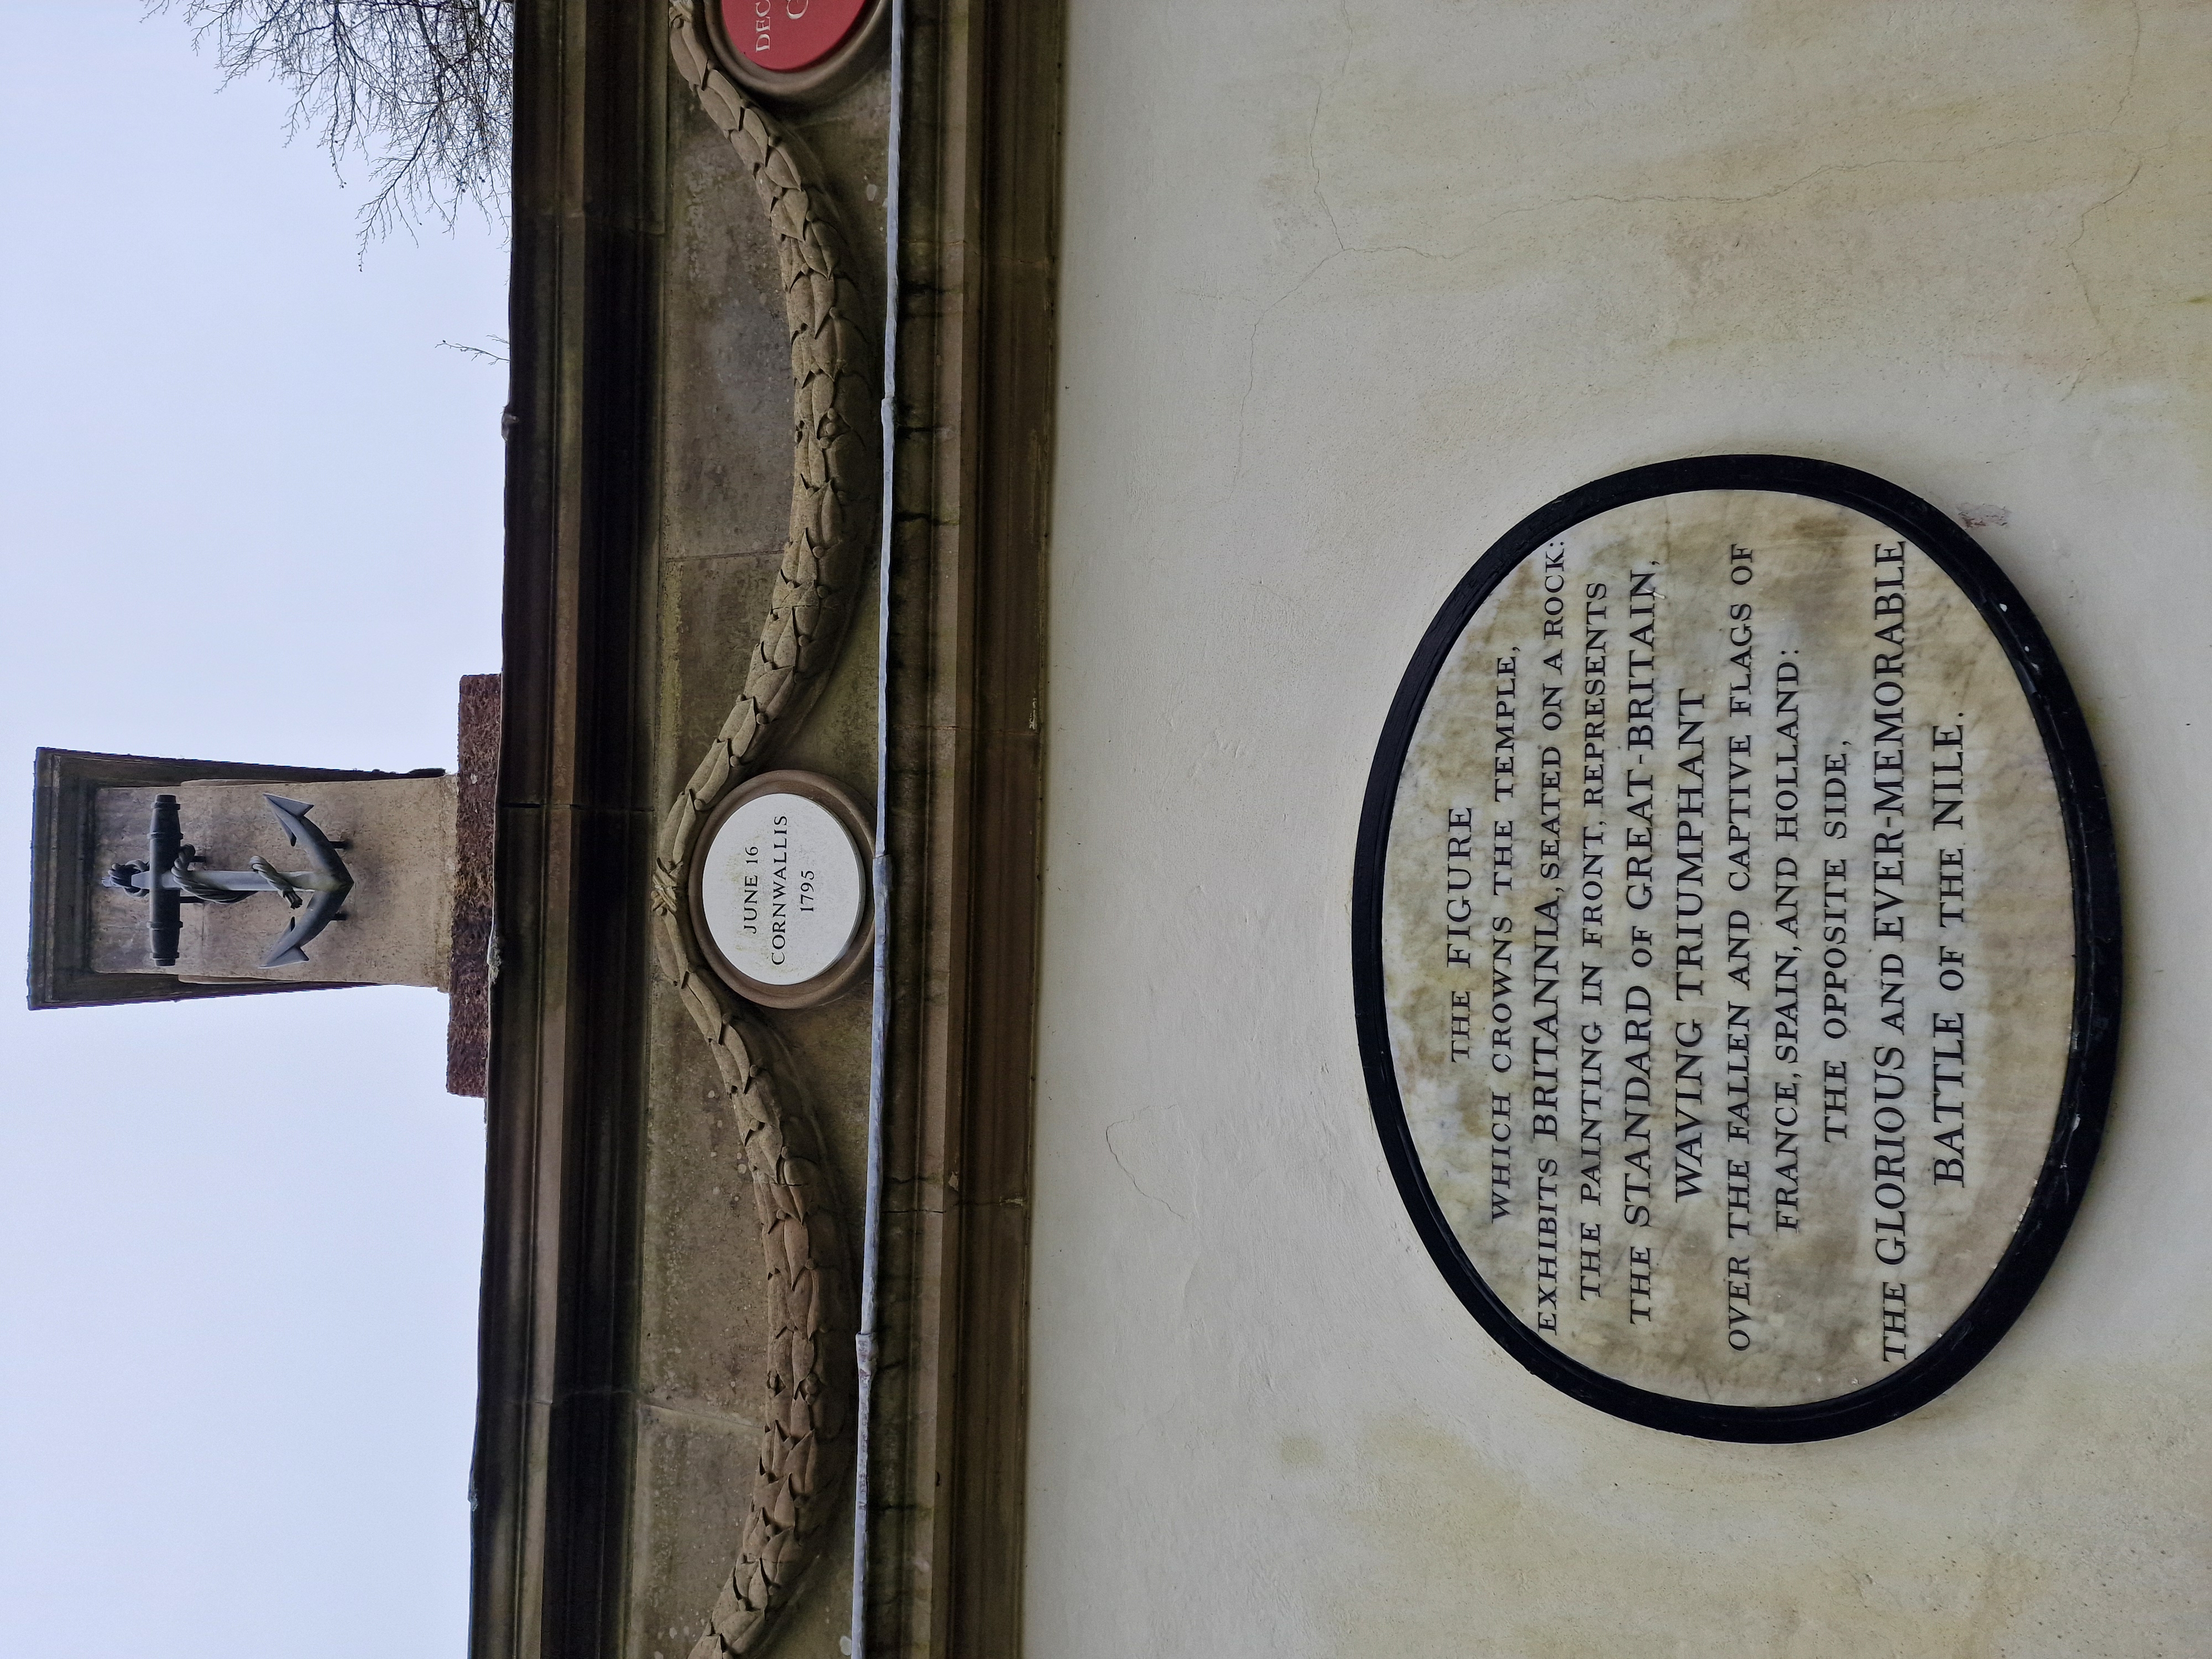 DEC
JUNE 16
CORNWALLIS
1795
THE FIGURE
WHICH CROWNS THE TEMPLE,
EXHIBITS BRITANNIA, SEATED ON A ROCK:
THE PAINTING IN FRONT, REPRESENTS
THE STANDARD OF GREAT-BRITAIN,
WAVING TRIUMPHANT
OVER THE FALLEN AND CAPTIVE FLAGS OF
FRANCE, SPAIN, AND HOLLAND:
THE OPPOSITE SIDE,
THE GLORIOUS AND EVER-MEMORABLE
BATTLE OF THE NILE.